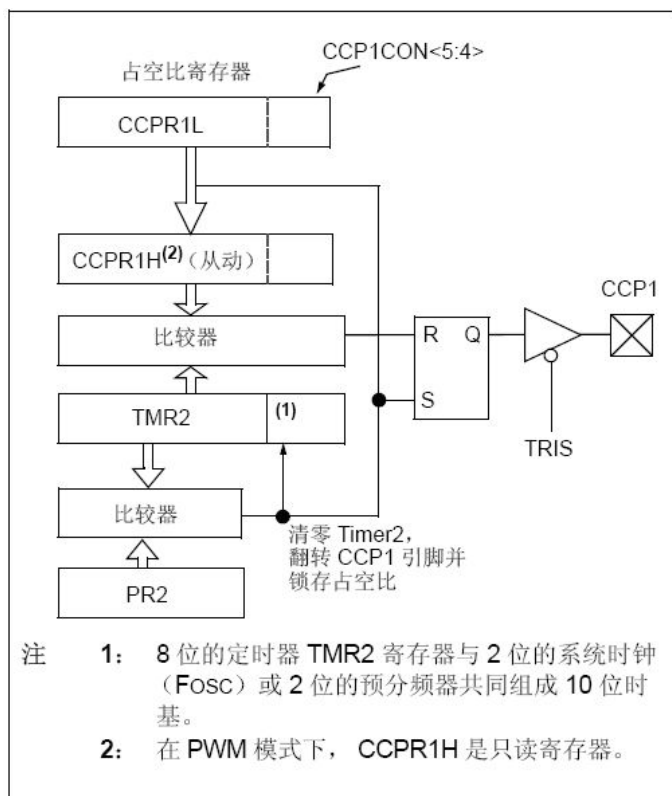 CCP1CON<5:4>
占空比寄存器
CCPR1L
CCPR1H(2)（从动）
CCP1
比较器
R Q
S
TMR2 (1)
TRIS
比较器
清零 Timer2，
翻转 CCP1 引脚并
锁存占空比
PR2
注 1： 8 位的定时器 TMR2 寄存器与 2 位的系统时钟
（FOSC）或 2 位的预分频器共同组成 10 位时
基。
2： 在 PWM 模式下， CCPR1H 是只读寄存器。